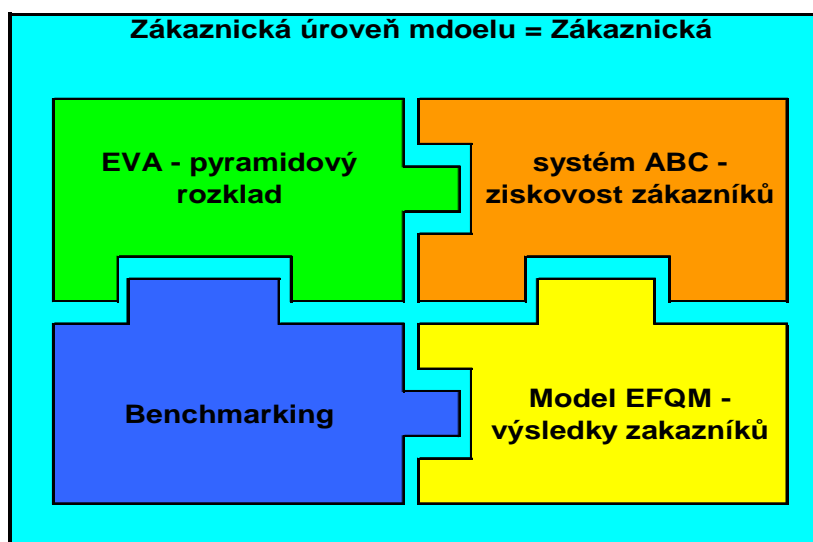 Zákaznická úroveň mdoelu = Zákaznická
EVA - pyramidový
rozklad
systém ABC -
ziskovost zákazníků
Benchmarking
Model EFQM -
výsledky zakazníků